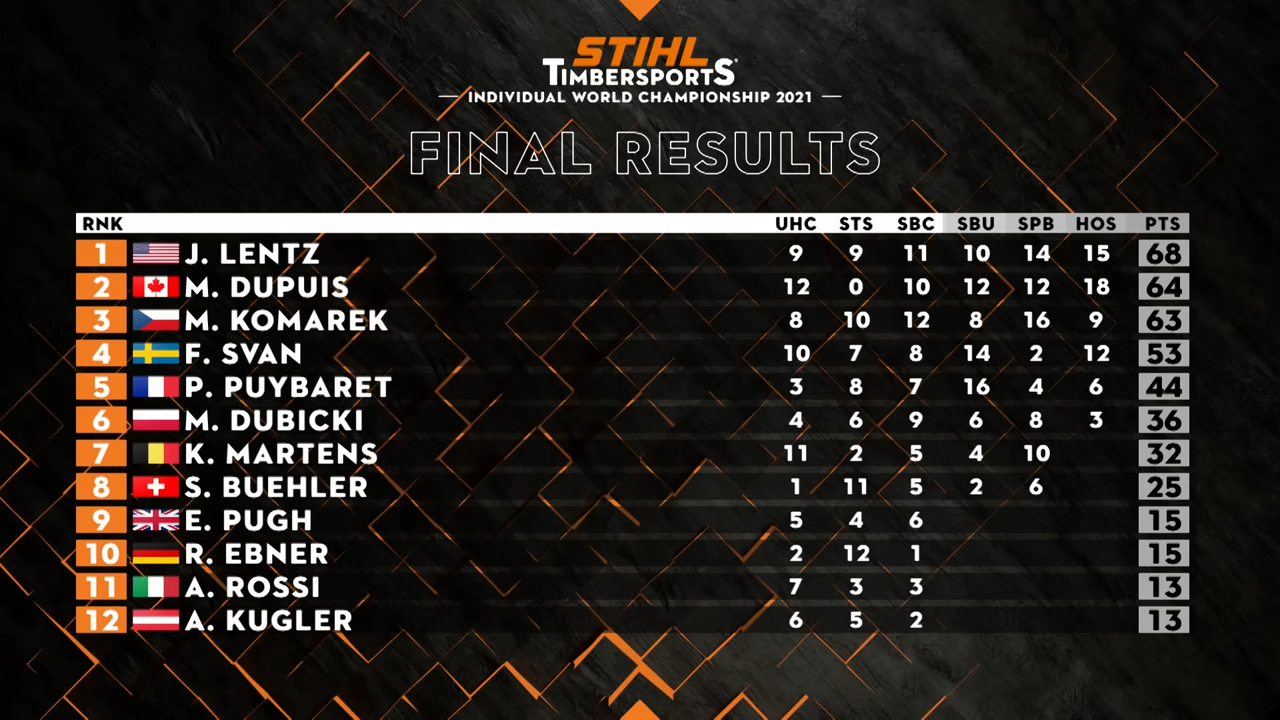 STIHL
TIMBERSPORTS®
INDIVIDUAL WORLD CHAMPIONSHIP 2021
FINAL RESULTS
RNK UHC STS SBC SBU SPB HOS PTS
1 J. LENTZ 9 9 11 10 14 15 68
2 M. DUPUIS 12 0 10 12 12 18 64
3 M. KOMAREK 8 10 12 8 16 9 63
4 F. SVAN 10 7 8 14 2 12 53
5 P. PUYBARET 3 8 7 16 4 6 44
6 M. DUBICKI 4 6 9 6 8 3 36
7 K. MARTENS 11 2 5 4 10 32
8 S. BUEHLER 1 11 5 2 6 25
9 E. PUGH 5 4 6 15
10 R. EBNER 2 12 1 15
11 A. ROSSI 7 3 3 13
12 A. KUGLER 6 5 2 13